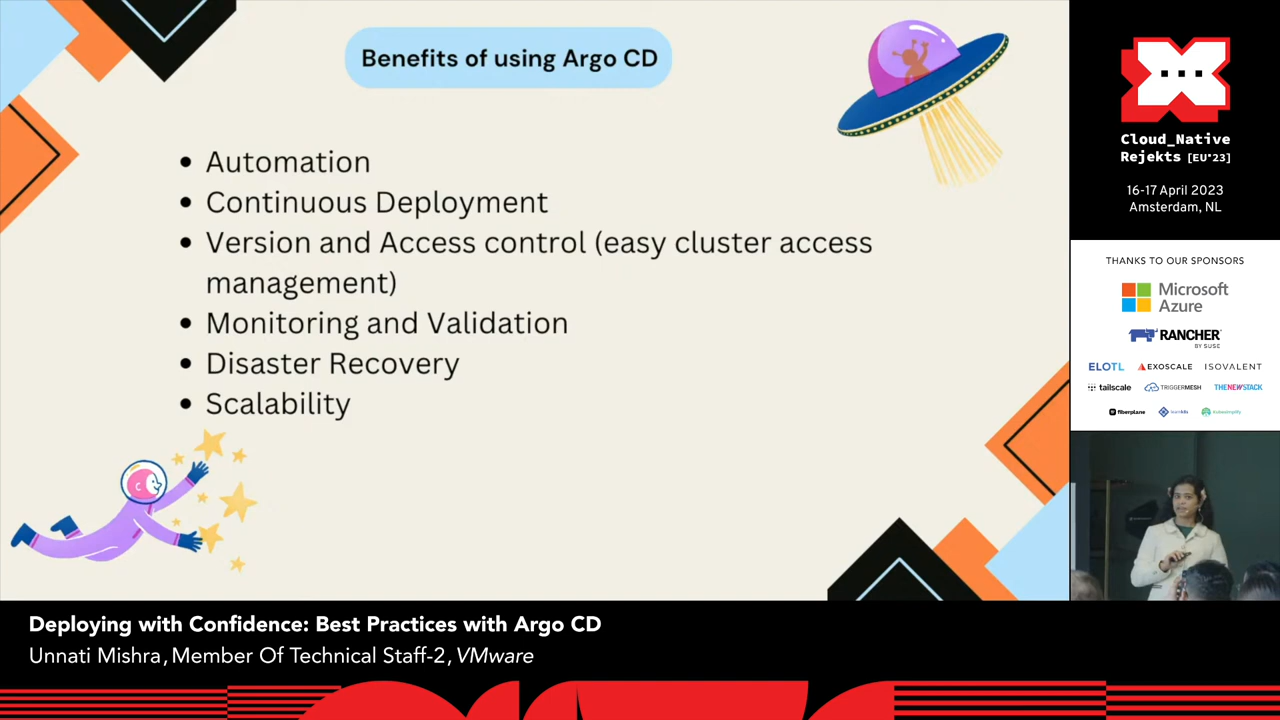 Benefits of using Argo CD
• Automation
• Continuous Deployment
• Version and Access control (easy cluster access
management)
• Monitoring and Validation
• Disaster Recovery
• Scalability
Cloud_Native
Rejekts [EU'23]
16-17 April 2023
Amsterdam, NL
THANKS TO OUR SPONSORS
Microsoft
Azure
RANCHER
BY SUSE
ELOTL EXOSCALE ISOVALENT
tailscale TRIGGERMESH THENEWSTACK
fiberplane
Deploying with Confidence: Best Practices with Argo CD
Unnati Mishra, Member Of Technical Staff-2, VMware